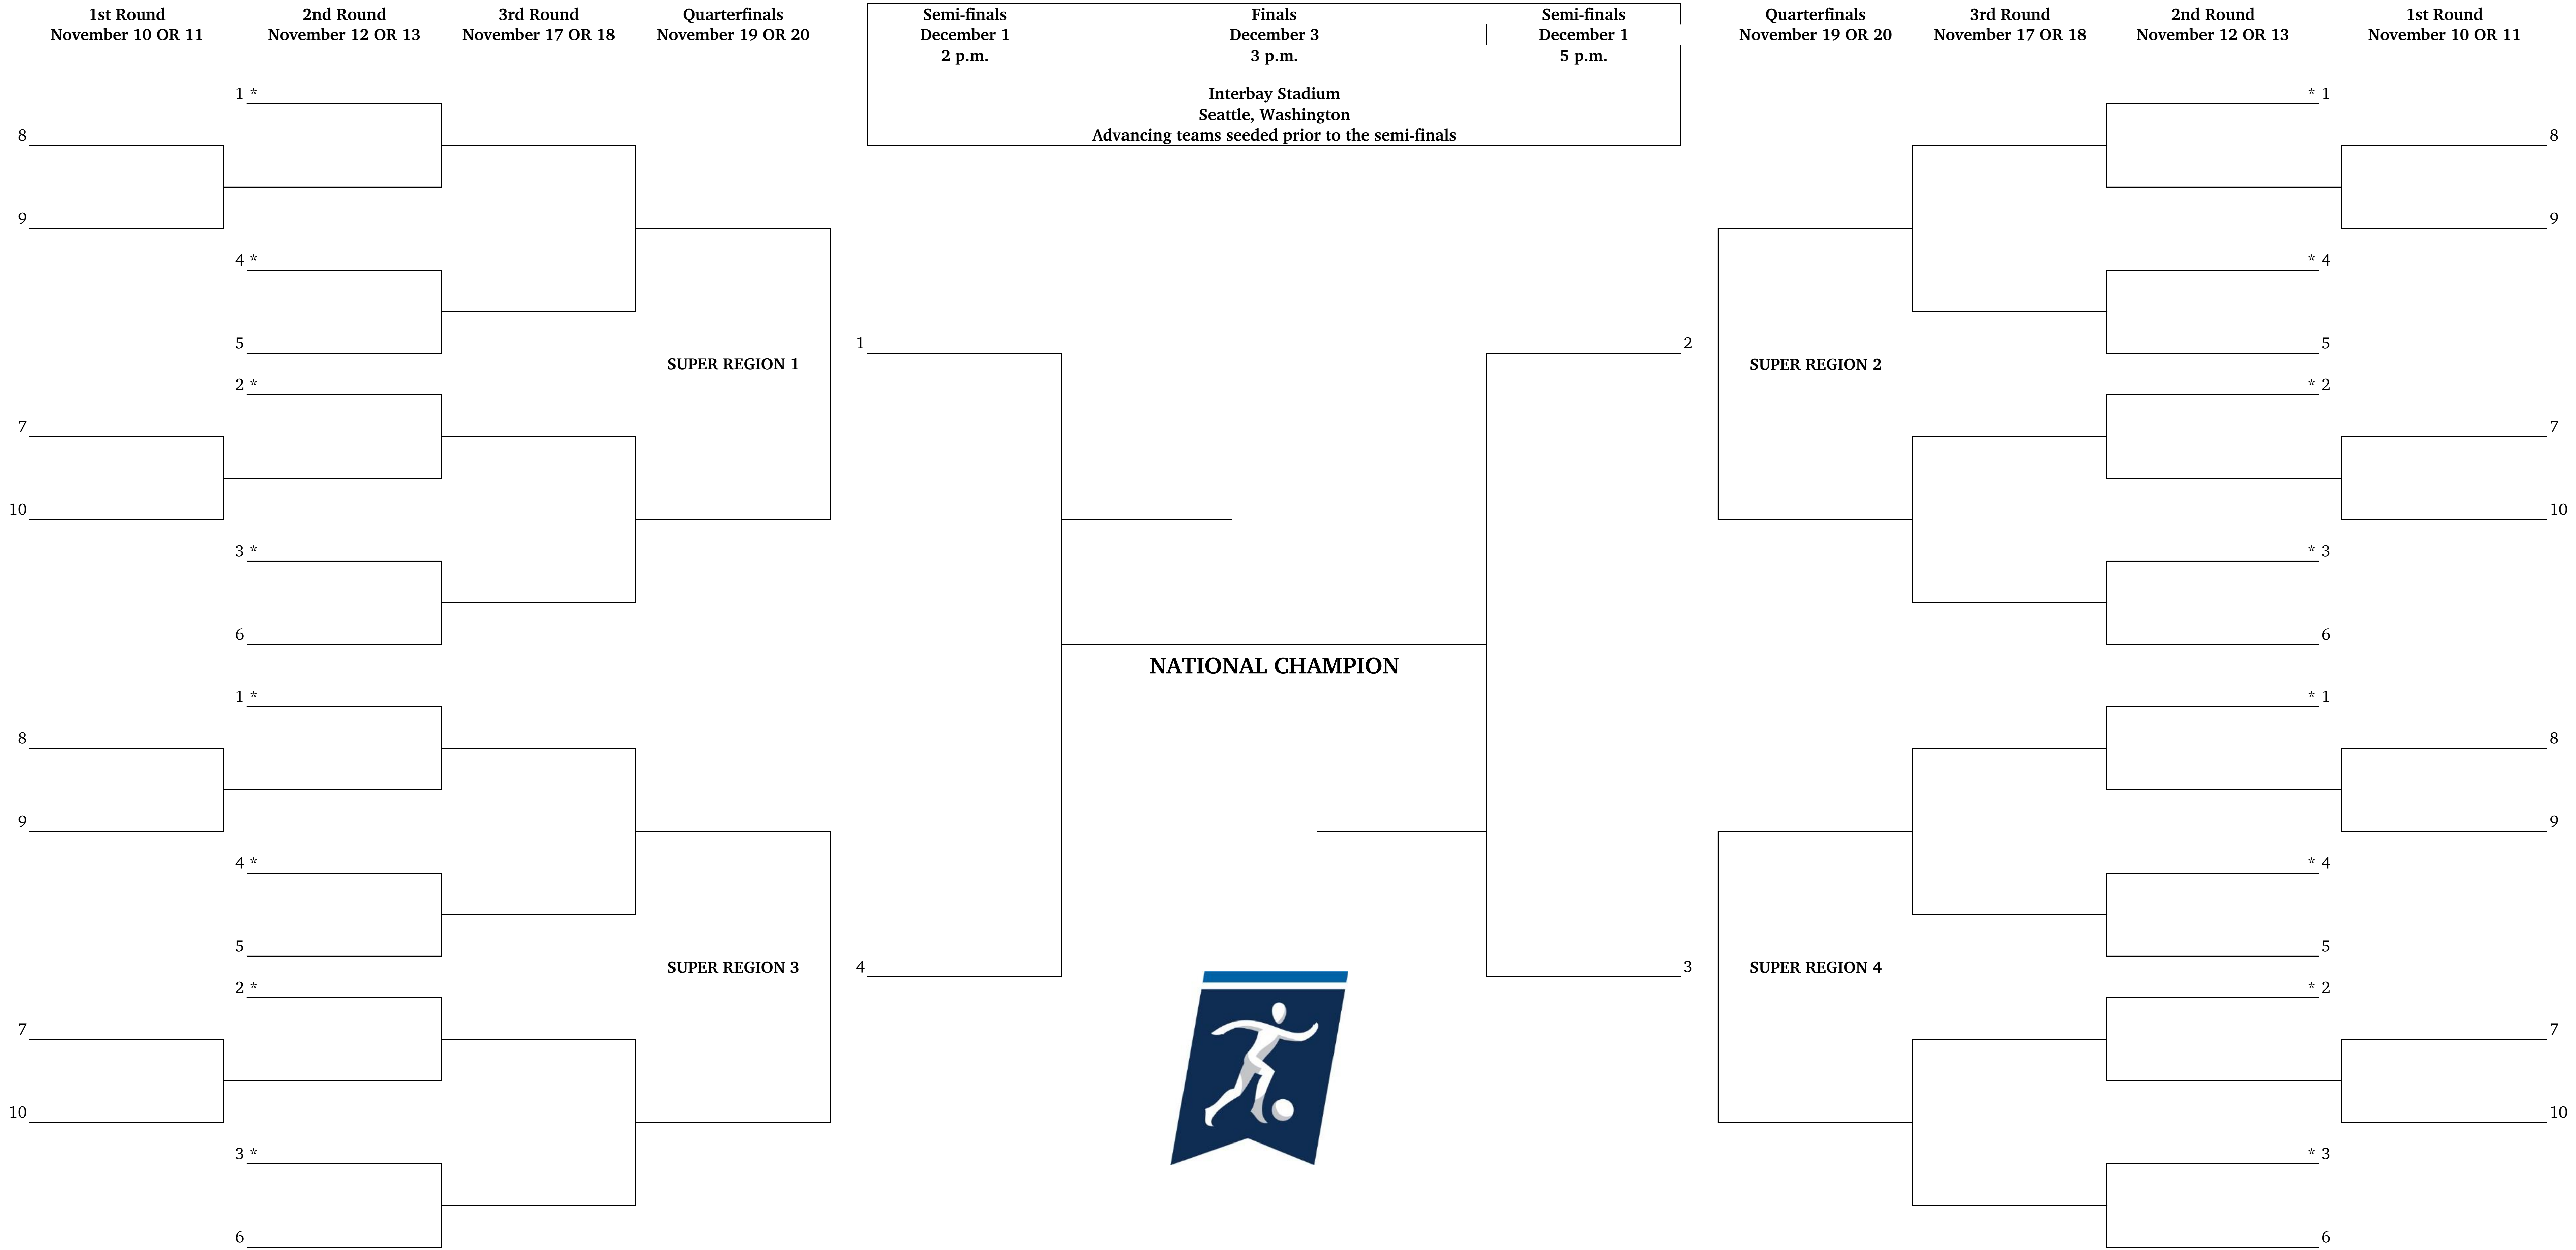 1st Round
November 10 OR 11
2nd Round
November 12 OR 13
3rd Round
November 17 OR 18
Quarterfinals
November 19 OR 20
Semi-finals
December 1
2 p.m.
Finals
December 3
3 p.m.
Semi-finals
December 1
5 p.m.
Interbay Stadium
Seattle, Washington
Advancing teams seeded prior to the semi-finals
Quarterfinals
November 19 OR 20
3rd Round
November 17 OR 18
2nd Round
November 12 OR 13
1st Round
November 10 OR 11
1 *
8
9
4 *
5
SUPER REGION 1
2 *
7
10
3 *
6
1 *
8
9
4 *
5
SUPER REGION 3
2 *
7
10
3 *
6
1
4
NATIONAL CHAMPION
2
3
* 1
8
9
* 4
5
SUPER REGION 2
* 2
7
10
* 3
6
* 1
8
9
* 4
5
SUPER REGION 4
* 2
7
10
* 3
6